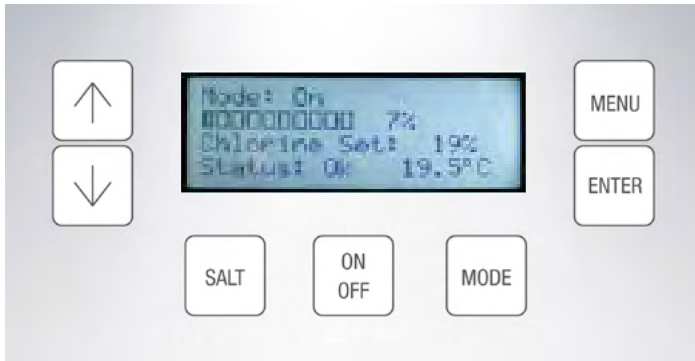 Mode: On
7%
Chlorine Set: 19%
Status: Ok 19.5°C
MENU
ENTER
SALT
ON
OFF
MODE